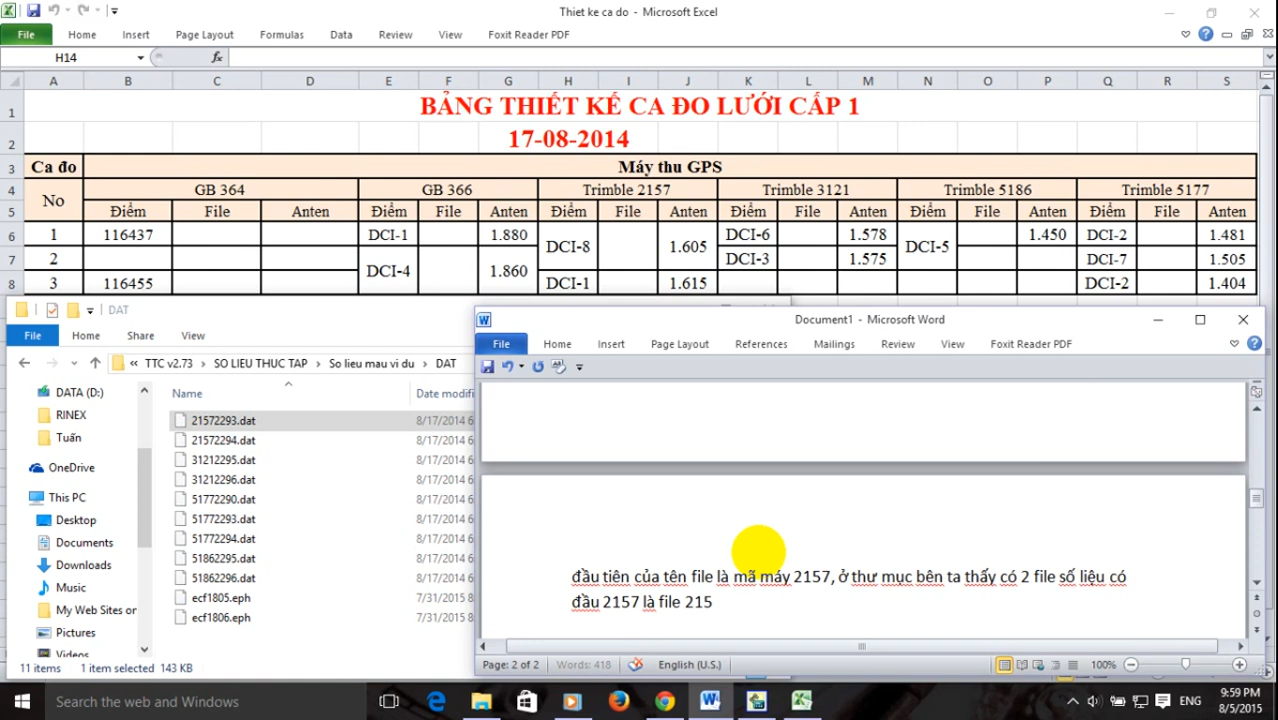 Thiet ke ca do - Microsoft Excel
File Home Insert Page Layout Formulas Data Review View Foxit Reader PDF
H14 fx
A B C D E F G H I J K L M N O P Q R S
1 BẢNG THIẾT KẾ CA ĐO LƯỚI CẤP 1
2 17-08-2014
3 Ca đo Máy thu GPS
4 No GB 364 GB 366 Trimble 2157 Trimble 3121 Trimble 5186 Trimble 5177
5 Điểm File Anten Điểm File Anten Điểm File Anten Điểm File Anten Điểm File Anten Điểm File Anten
6 1 116437 DCI-1 1.880 DCI-8 1.605 DCI-6 1.578 DCI-5 1.450 DCI-2 1.481
7 2 DCI-4 1.860 DCI-3 1.575 DCI-7 1.505
8 3 116455 DCI-1 1.615 DCI-2 1.404
DAT
File Home Share View
« TTC v2.73 SO LIEU THUC TAP So lieu mau vi du DAT
DATA (D:)
RINEX
Tuấn
OneDrive
This PC
Desktop
Documents
Downloads
Music
My Web Sites on
Pictures
Videos
Name Date modifi
21572293.dat 8/17/2014 6
21572294.dat 8/17/2014 6
31212295.dat 8/17/2014 6
31212296.dat 8/17/2014 6
51772290.dat 8/17/2014 6
51772293.dat 8/17/2014 6
51772294.dat 8/17/2014 6
51862295.dat 8/17/2014 6
51862296.dat 8/17/2014 6
ecf1805.eph 7/31/2015 8
ecf1806.eph 7/31/2015 8
11 items 1 item selected 143 KB
Document1 - Microsoft Word
File Home Insert Page Layout References Mailings Review View Foxit Reader PDF
đầu tiên của tên file là mã máy 2157, ở thư mục bên ta thấy có 2 file số liệu có
đầu 2157 là file 215
Page: 2 of 2 Words: 418 English (U.S.) 100%
Search the web and Windows
ENG
9:59 PM
8/5/2015